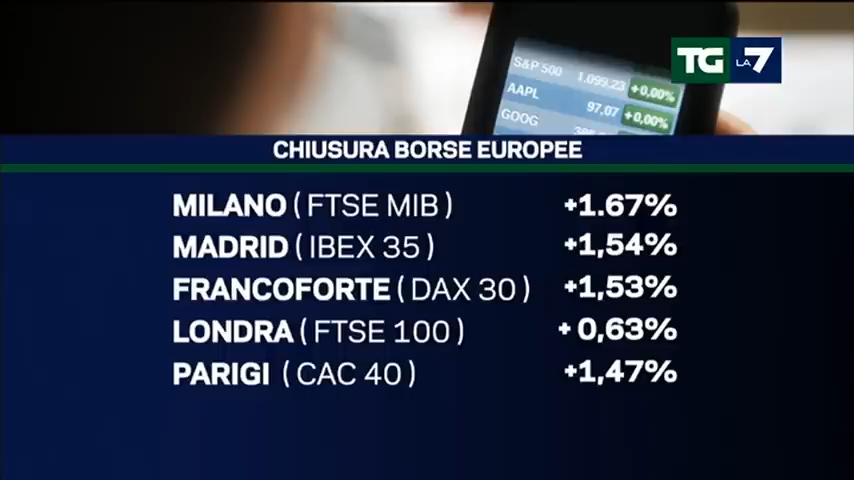 TG LA 7
S&P 500 1.099,23 +0,00%
AAPL 97,07 +0,00%
GOOG
CHIUSURA BORSE EUROPEE
MILANO ( FTSE MIB ) +1.67%
MADRID ( IBEX 35 ) +1,54%
FRANCOFORTE ( DAX 30 ) +1,53%
LONDRA ( FTSE 100 ) + 0,63%
PARIGI ( CAC 40 ) +1,47%